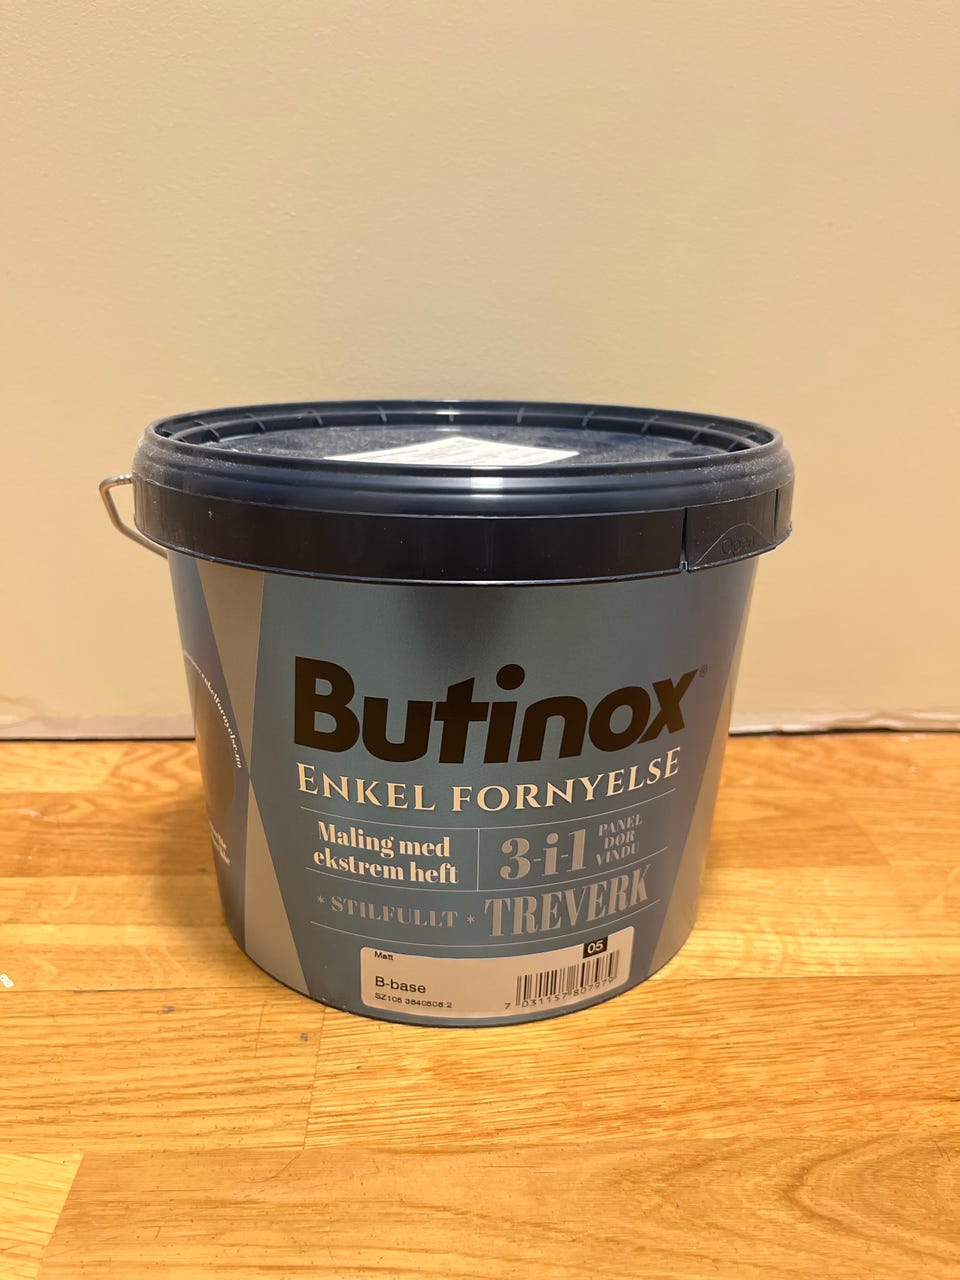 Open
Butinox®
ENKEL FORNYELSE
Maling med
ekstrem heft
3-i-1
PANEL
DØR
VINDU
* STILFULLT * TREVERK
Matt
05
B-base
SZ105 3840508:2
7 031157 807979